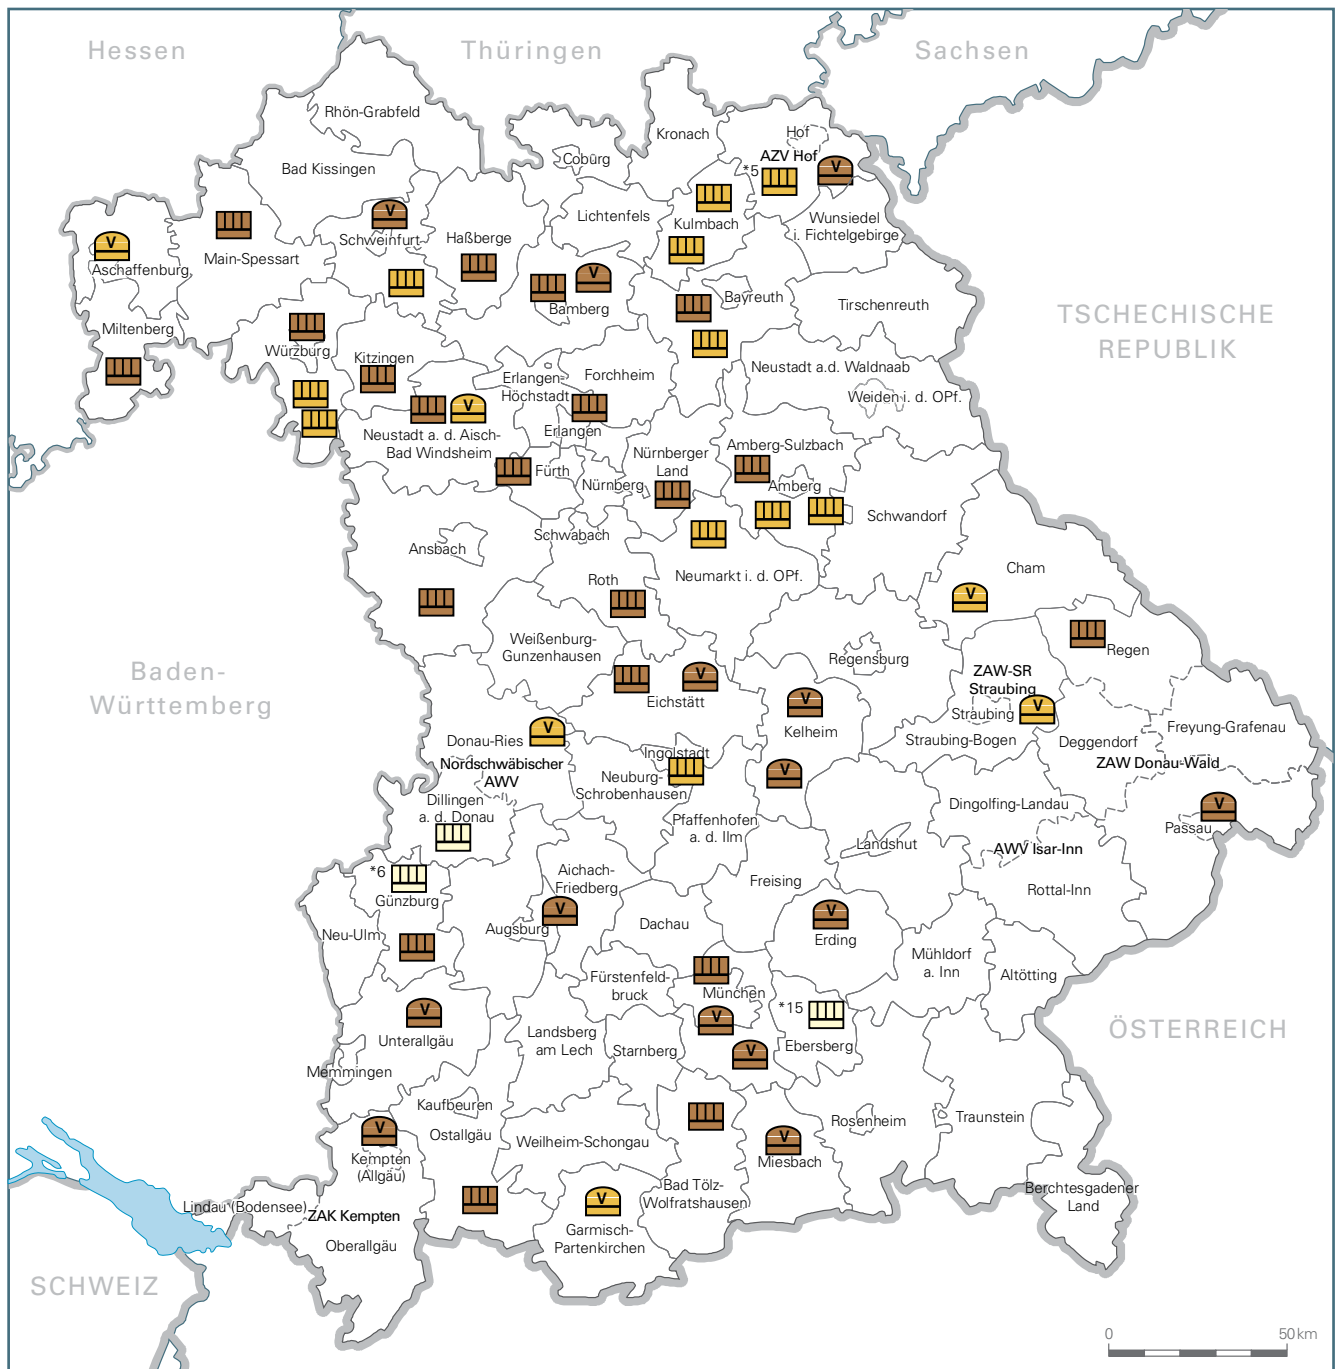 Hessen
Thüringen
Sachsen
Rhön-Grabfeld
Kronach
Hof
AZV Hof
*5
V
Coburg
Bad Kissingen
Lichtenfels
Kulmbach
Wunsiedel
i. Fichtelgebirge
V
Schweinfurt
Haßberge
V
Aschaffenburg
Main-Spessart
V
Bamberg
Bayreuth
Tirschenreuth
TSCHECHISCHE
REPUBLIK
Miltenberg
Würzburg
Kitzingen
Erlangen-
Höchstadt
Forchheim
Neustadt a.d. Waldnaab
Weiden i. d. OPf.
V
Neustadt a. d. Aisch-
Bad Windsheim
Erlangen
Nürnberger
Land
Amberg-Sulzbach
Amberg
Fürth
Nürnberg
Schwandorf
Ansbach
Schwabach
Neumarkt i. d. OPf.
Cham
V
Roth
Weißenburg-
Gunzenhausen
Regensburg
Regen
Baden-
Württemberg
ZAW-SR
Straubing
V
Eichstätt
V
Kelheim
Straubing
V
Straubing-Bogen
Deggendorf
Freyung-Grafenau
ZAW Donau-Wald
V
Donau-Ries
Nordschwäbischer
AWV
Ingolstadt
Neuburg-
Schrobenhausen
V
Dillingen
a. d. Donau
Pfaffenhofen
a. d. Ilm
Dingolfing-Landau
V
Passau
Landshut
AWV Isar-Inn
Rottal-Inn
*6
Günzburg
Aichach-
Friedberg
Freising
V
Augsburg
Dachau
V
Erding
Neu-Ulm
Mühldorf
a. Inn
Altötting
Fürstenfeld-
bruck
München
*15
V
V
Ebersberg
ÖSTERREICH
V
Unterallgäu
Landsberg
am Lech
Starnberg
Memmingen
Kaufbeuren
Ostallgäu
V
Kempten
(Allgäu)
Weilheim-Schongau
V
Miesbach
Rosenheim
Traunstein
Bad Tölz-
Wolfratshausen
Berchtesgadener
Land
Lindau (Bodensee)
ZAK Kempten
Oberallgäu
V
Garmisch-
Partenkirchen
SCHWEIZ
0
50 km